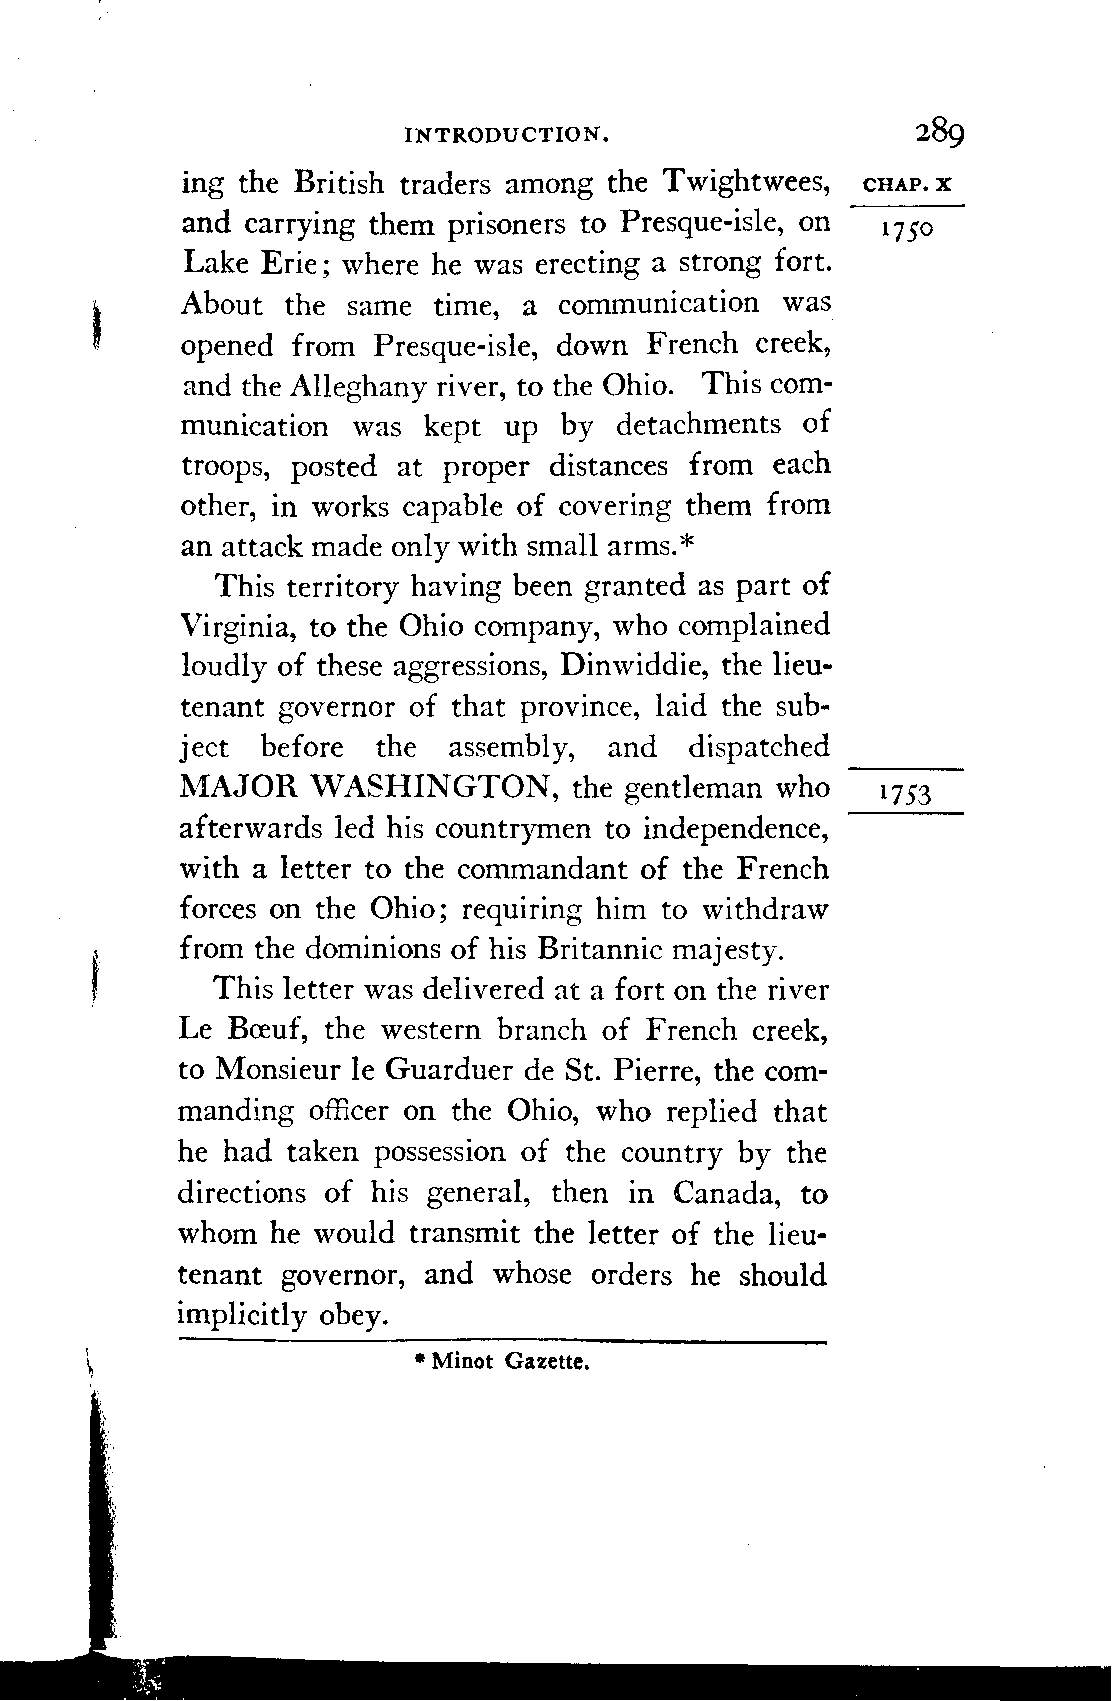 INTRODUCTION. 289
ing the British traders among the Twightwees, CHAP. X
and carrying them prisoners to Presque-isle, on 1750
Lake Erie; where he was erecting a strong fort.
About the same time, a communication was
opened from Presque-isle, down French creek,
and the Alleghany river, to the Ohio. This com-
munication was kept up by detachments of
troops, posted at proper distances from each
other, in works capable of covering them from
an attack made only with small arms.*
This territory having been granted as part of
Virginia, to the Ohio company, who complained
loudly of these aggressions, Dinwiddie, the lieu-
tenant governor of that province, laid the sub-
ject before the assembly, and dispatched
MAJOR WASHINGTON, the gentleman who 1753
afterwards led his countrymen to independence,
with a letter to the commandant of the French
forces on the Ohio; requiring him to withdraw
from the dominions of his Britannic majesty.
This letter was delivered at a fort on the river
Le Bœuf, the western branch of French creek,
to Monsieur le Guarduer de St. Pierre, the com-
manding officer on the Ohio, who replied that
he had taken possession of the country by the
directions of his general, then in Canada, to
whom he would transmit the letter of the lieu-
tenant governor, and whose orders he should
implicitly obey.
* Minot Gazette.